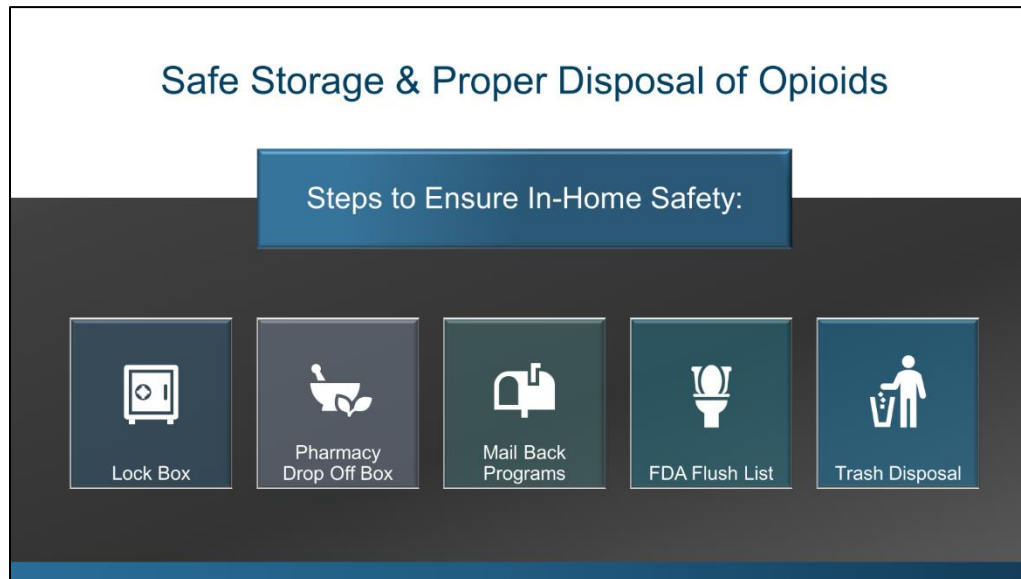 Safe Storage & Proper Disposal of Opioids
Steps to Ensure In-Home Safety:
Lock Box
Pharmacy
Drop Off Box
Mail Back
Programs
FDA Flush List
Trash Disposal